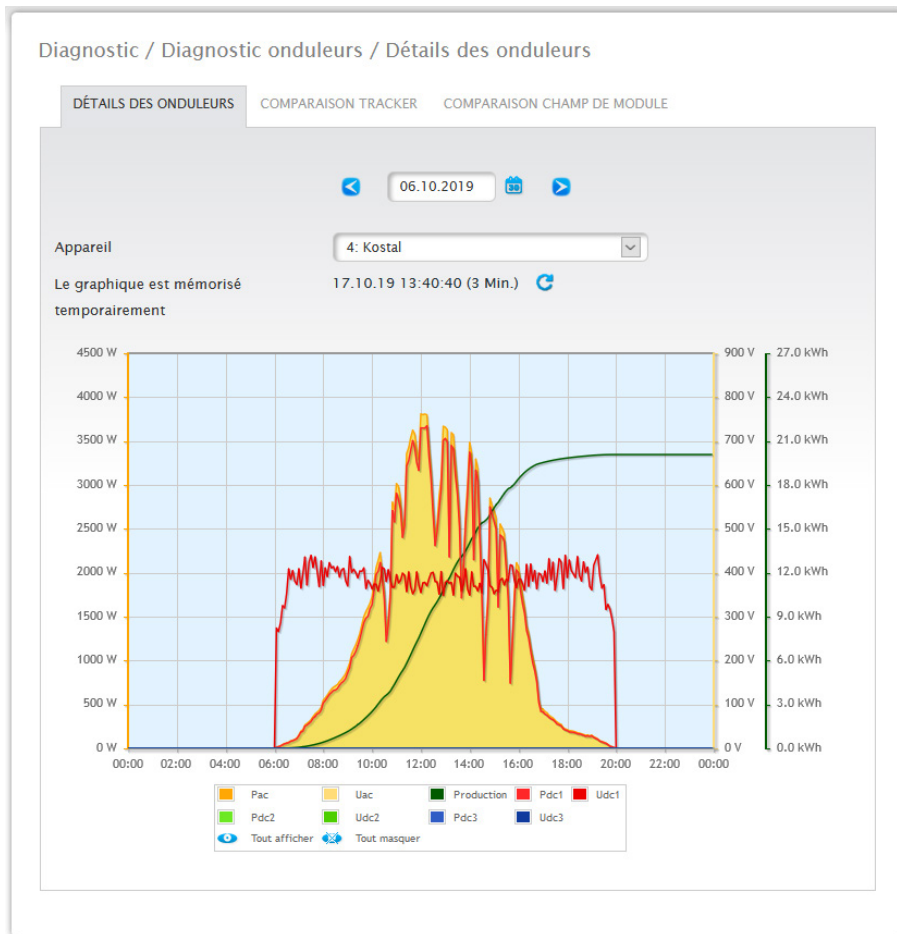 Diagnostic / Diagnostic onduleurs / Détails des onduleurs
DÉTAILS DES ONDULEURS COMPARAISON TRACKER COMPARAISON CHAMP DE MODULE
06.10.2019 30
Appareil 4: Kostal
Le graphique est mémorisé 17.10.19 13:40:40 (3 Min.)
temporairement
4500 W 900 V 27.0 kWh
4000 W 800 V 24.0 kWh
3500 W 700 V 21.0 kWh
3000 W 600 V 18.0 kWh
2500 W 500 V 15.0 kWh
2000 W 400 V 12.0 kWh
1500 W 300 V 9.0 kWh
1000 W 200 V 6.0 kWh
500 W 100 V 3.0 kWh
0 W 0 V 0.0 kWh
00:00 02:00 04:00 06:00 08:00 10:00 12:00 14:00 16:00 18:00 20:00 22:00 00:00
Pac Uac Production Pdc1 Udc1
Pdc2 Udc2 Pdc3 Udc3
Tout afficher Tout masquer